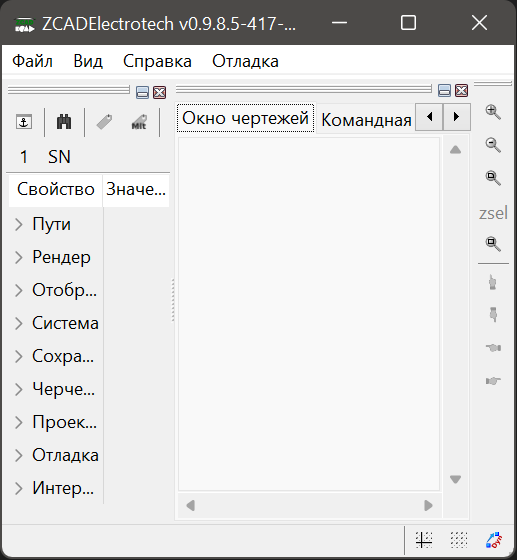 ZCADElectrotech v0.9.8.5-417-...
Файл Вид Справка Отладка
Mlt
1 SN
Свойство Значе...
Пути
Рендер
Отобр...
Система
Сохра...
Черче...
Проек...
Отладка
Интер...
Окно чертежей Командная
zsel